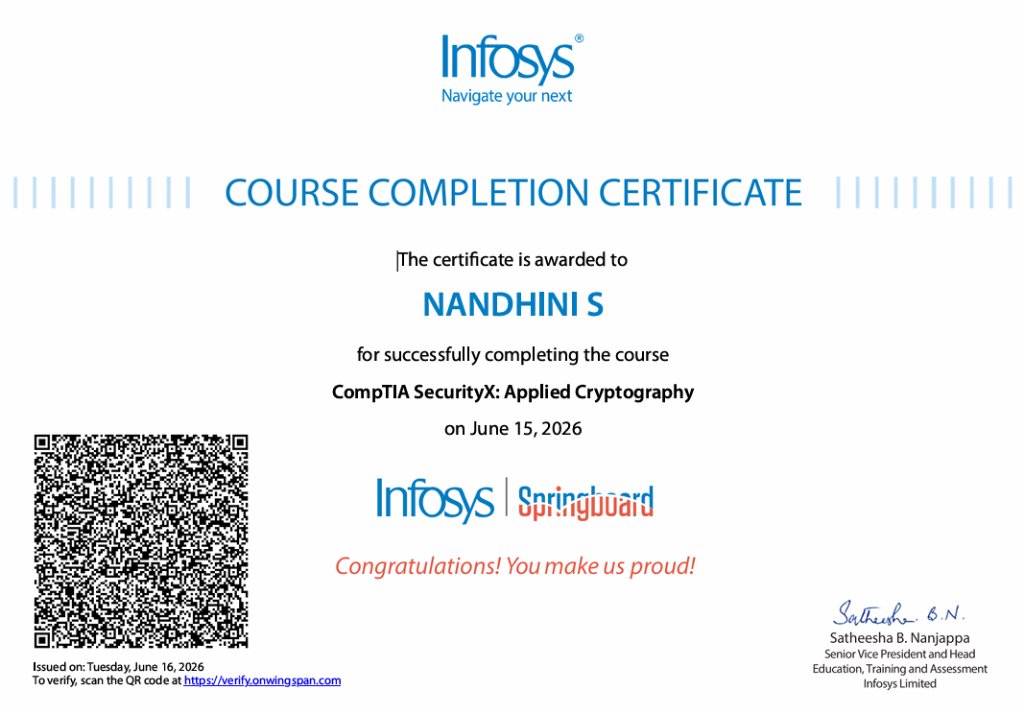 Infosys®
Navigate your next
COURSE COMPLETION CERTIFICATE
The certificate is awarded to
NANDHINI S
for successfully completing the course
CompTIA SecurityX: Applied Cryptography
on June 15, 2026
Infosys | Springboard
Congratulations! You make us proud!
Satheesha B.N.
Satheesha B. Nanjappa
Senior Vice President and Head
Education, Training and Assessment
Infosys Limited
Issued on: Tuesday, June 16, 2026
To verify, scan the QR code at https://verify.onwingspan.com